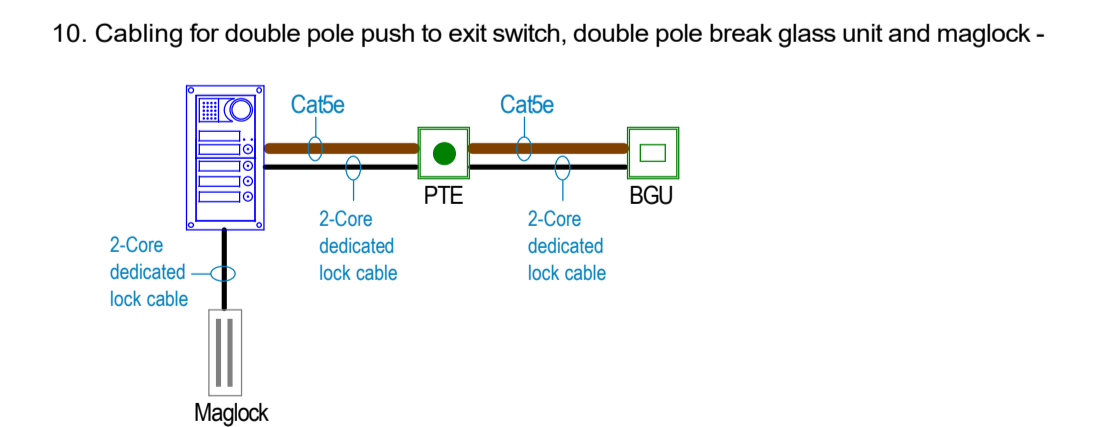 10. Cabling for double pole push to exit switch, double pole break glass unit and maglock -
Cat5e
Cat5e
PTE
BGU
2-Core
dedicated
lock cable
2-Core
dedicated
lock cable
2-Core
dedicated
lock cable
Maglock